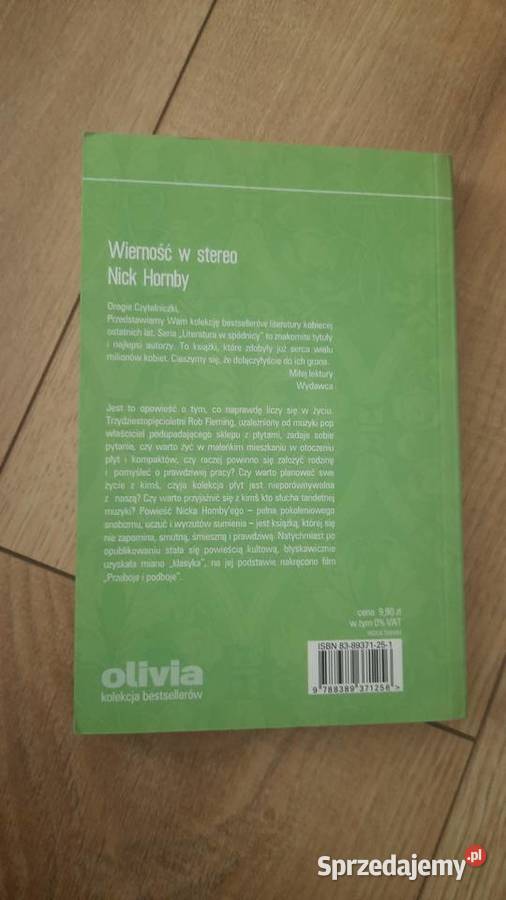 Wierność w stereo
Nick Hornby
Drogie Czytelniczki,
Przedstawiamy Wam kolekcję bestsellerów literatury kobiecej
ostatnich lat. Seria „Literatura w spódnicy” to znakomite tytuły
i najlepsi autorzy. To książki, które zdobyły już serca wielu
milionów kobiet. Cieszymy się, że dołączyłyście do ich grona.
Miłej lektury
Wydawca
Jest to opowieść o tym, co naprawdę liczy się w życiu.
Trzydziestopięcioletni Rob Fleming, uzależniony od muzyki pop
właściciel podupadającego sklepu z płytami, zadaje sobie
pytania, czy warto żyć w maleńkim mieszkaniu w otoczeniu
płyt i kompaktów, czy raczej powinno się założyć rodzinę
i pomyśleć o prawdziwej pracy? Czy warto planować swe
życie z kimś, czyja kolekcja płyt jest nieporównywalna
z naszą? Czy warto przyjaźnić się z kimś kto słucha tandetnej
muzyki? Powieść Nicka Hornby'ego – pełna pokoleniowego
snobizmu, uczuć i wyrzutów sumienia – jest książką, której się
nie zapomina, smutną, śmieszną i prawdziwą. Natychmiast po
opublikowaniu stała się powieścią kultową, błyskawicznie
uzyskała miano „klasyka”, na jej podstawie nakręcono film
„Przeboje i podboje”.
cena 9,90 zł
w tym 0% VAT
ISBN 83-89371-25-1
9 788389 371256 >
olivia
kolekcja bestsellerów
Sprzedajemy.pl